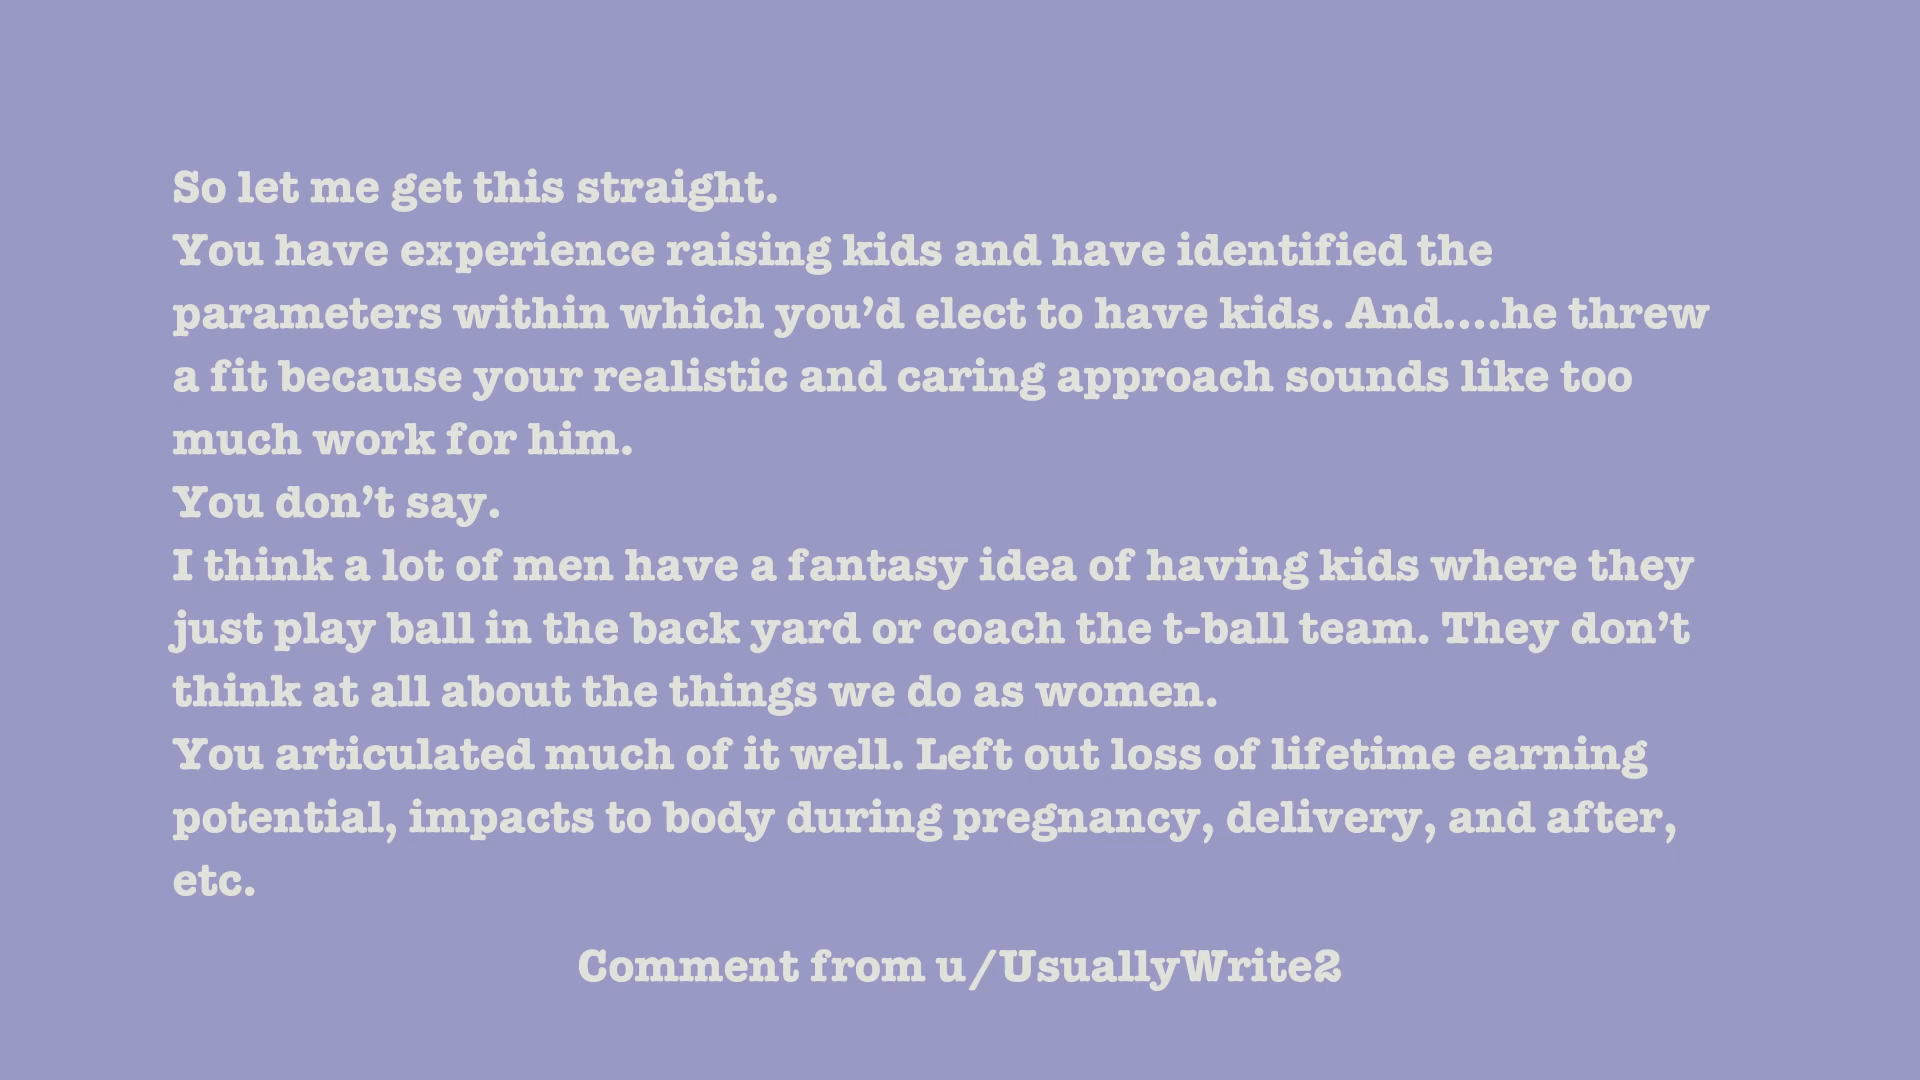 So let me get this straight.
You have experience raising kids and have identified the
parameters within which you’d elect to have kids. And....he threw
a fit because your realistic and caring approach sounds like too
much work for him.
You don’t say.
I think a lot of men have a fantasy idea of having kids where they
just play ball in the back yard or coach the t-ball team. They don’t
think at all about the things we do as women.
You articulated much of it well. Left out loss of lifetime earning
potential, impacts to body during pregnancy, delivery, and after,
etc.
Comment from u/UsuallyWrite2